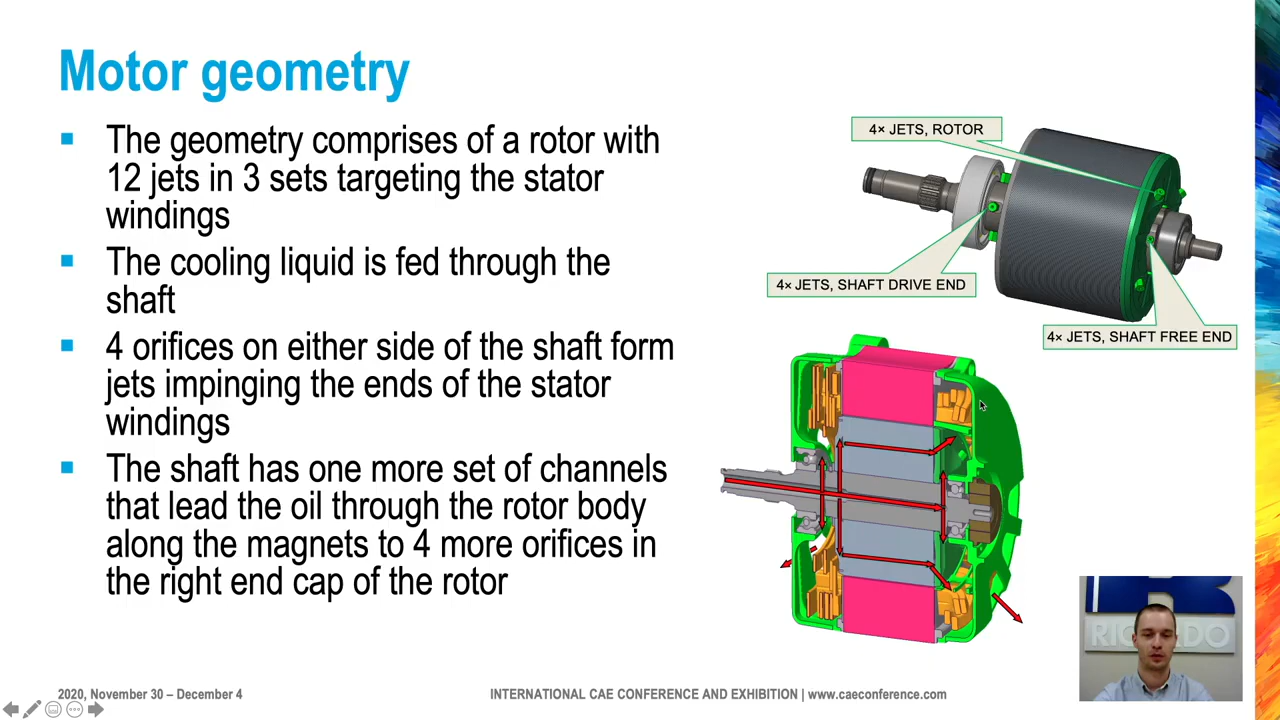 Motor geometry
The geometry comprises of a rotor with
12 jets in 3 sets targeting the stator
windings
The cooling liquid is fed through the
shaft
4 orifices on either side of the shaft form
jets impinging the ends of the stator
windings
The shaft has one more set of channels
that lead the oil through the rotor body
along the magnets to 4 more orifices in
the right end cap of the rotor
4× JETS, ROTOR
4× JETS, SHAFT DRIVE END
4× JETS, SHAFT FREE END
RICARDO
2020, November 30 – December 4
INTERNATIONAL CAE CONFERENCE AND EXHIBITION | www.caeconference.com